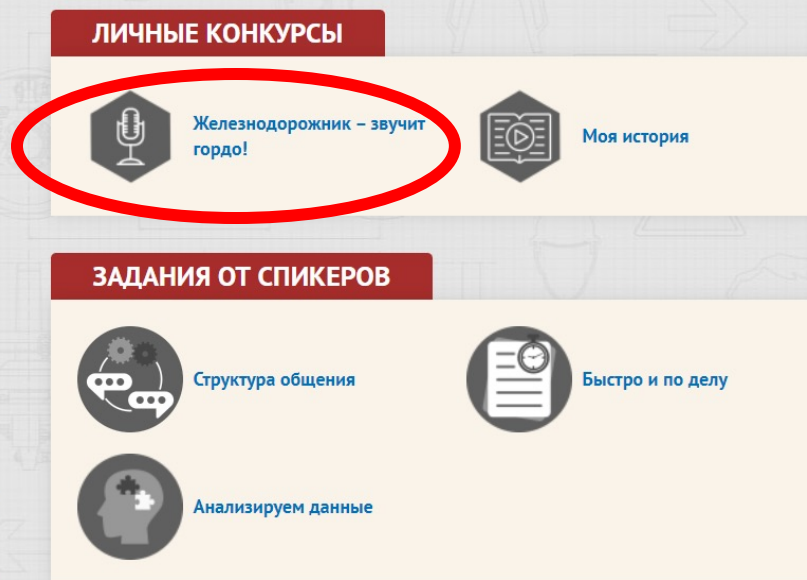 ЛИЧНЫЕ КОНКУРСЫ
Железнодорожник – звучит
гордо!
Моя история
ЗАДАНИЯ ОТ СПИКЕРОВ
Структура общения
Быстро и по делу
Анализируем данные